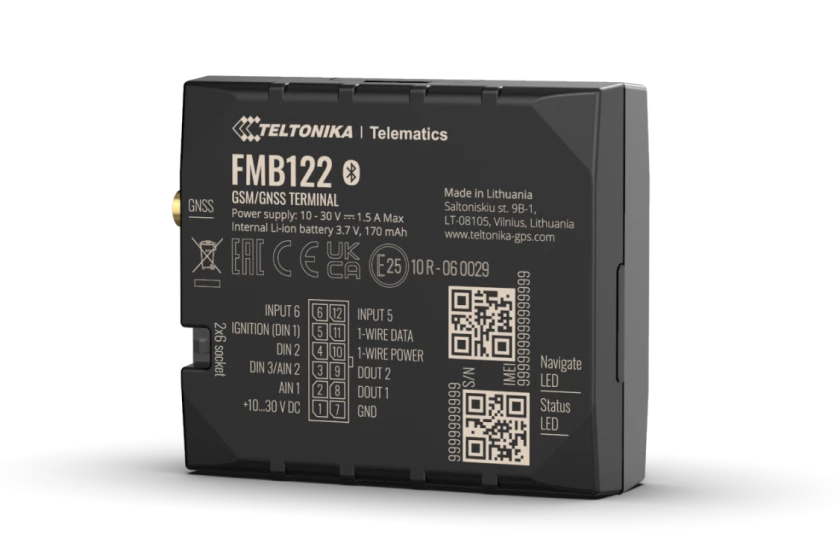 TELTONIKA | Telematics
FMB122
GSM/GNSS TERMINAL
Power supply: 10 - 30 V 1.5 A Max
Internal Li-ion battery 3.7 V, 170 mAh
Made in Lithuania
Saltoniskiu st. 9B-1,
LT-08105, Vilnius, Lithuania
www.teltonika-gps.com
GNSS
EAC CE UK CA E25 10 R - 06 0029
2x6 socket
INPUT 6 6 12 INPUT 5
IGNITION (DIN 1) 5 11 1-WIRE DATA
DIN 2 4 10 1-WIRE POWER
DIN 3/AIN 2 3 9 DOUT 2
AIN 1 2 8 DOUT 1
+10...30 V DC 1 7 GND
IMEI 999999999999999
S/N 9999999999
Navigate
LED
Status
LED